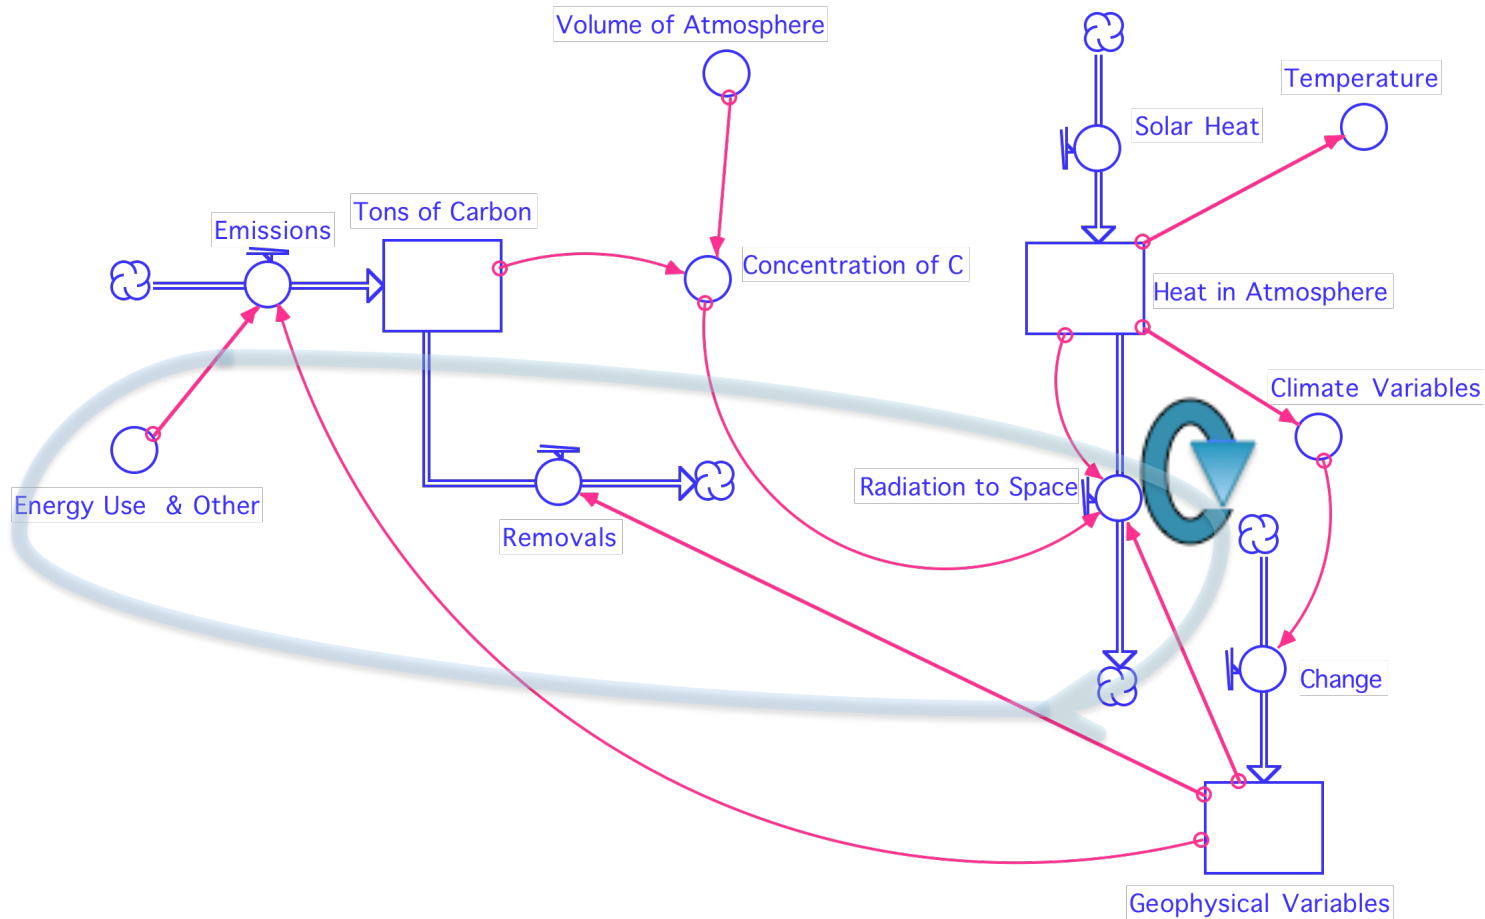 Volume of Atmosphere
Temperature
Solar Heat
Tons of Carbon
Emissions
Concentration of C
Heat in Atmosphere
Climate Variables
Radiation to Space
Energy Use & Other
Removals
Change
Geophysical Variables